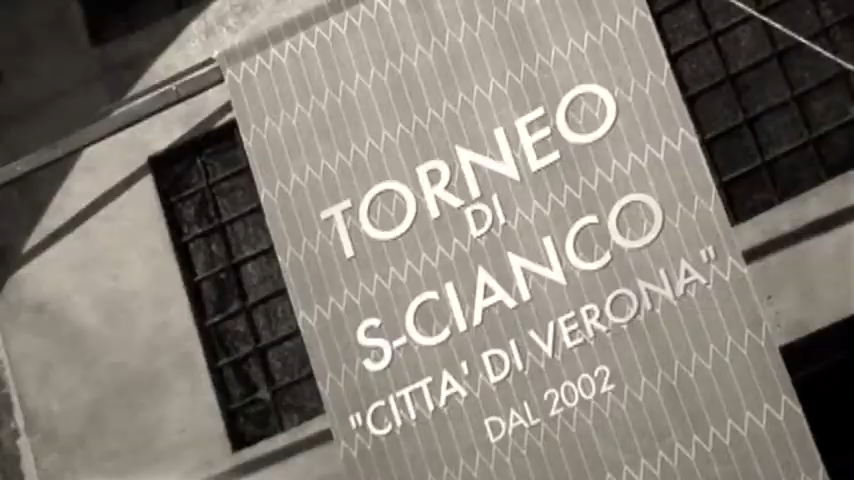 TORNEO
DI
S-CIANCO
"CITTA' DI VERONA"
DAL 2002